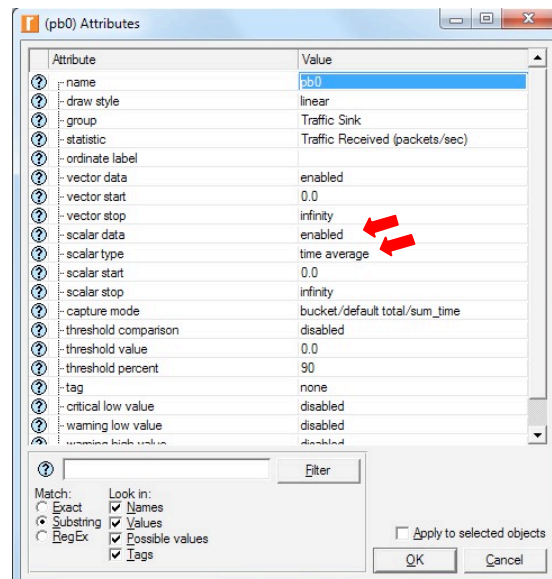 (pb0) Attributes
Attribute Value
name pb0
draw style linear
group Traffic Sink
statistic Traffic Received (packets/sec)
ordinate label
vector data enabled
vector start 0.0
vector stop infinity
scalar data enabled
scalar type time average
scalar start 0.0
scalar stop infinity
capture mode bucket/default total/sum_time
threshold comparison disabled
threshold value 0.0
threshold percent 90
tag none
critical low value disabled
warning low value disabled
warning high value disabled
Filter
Match: Look in:
Exact Names
Substring Values
RegEx Possible values
Tags
Apply to selected objects
OK Cancel